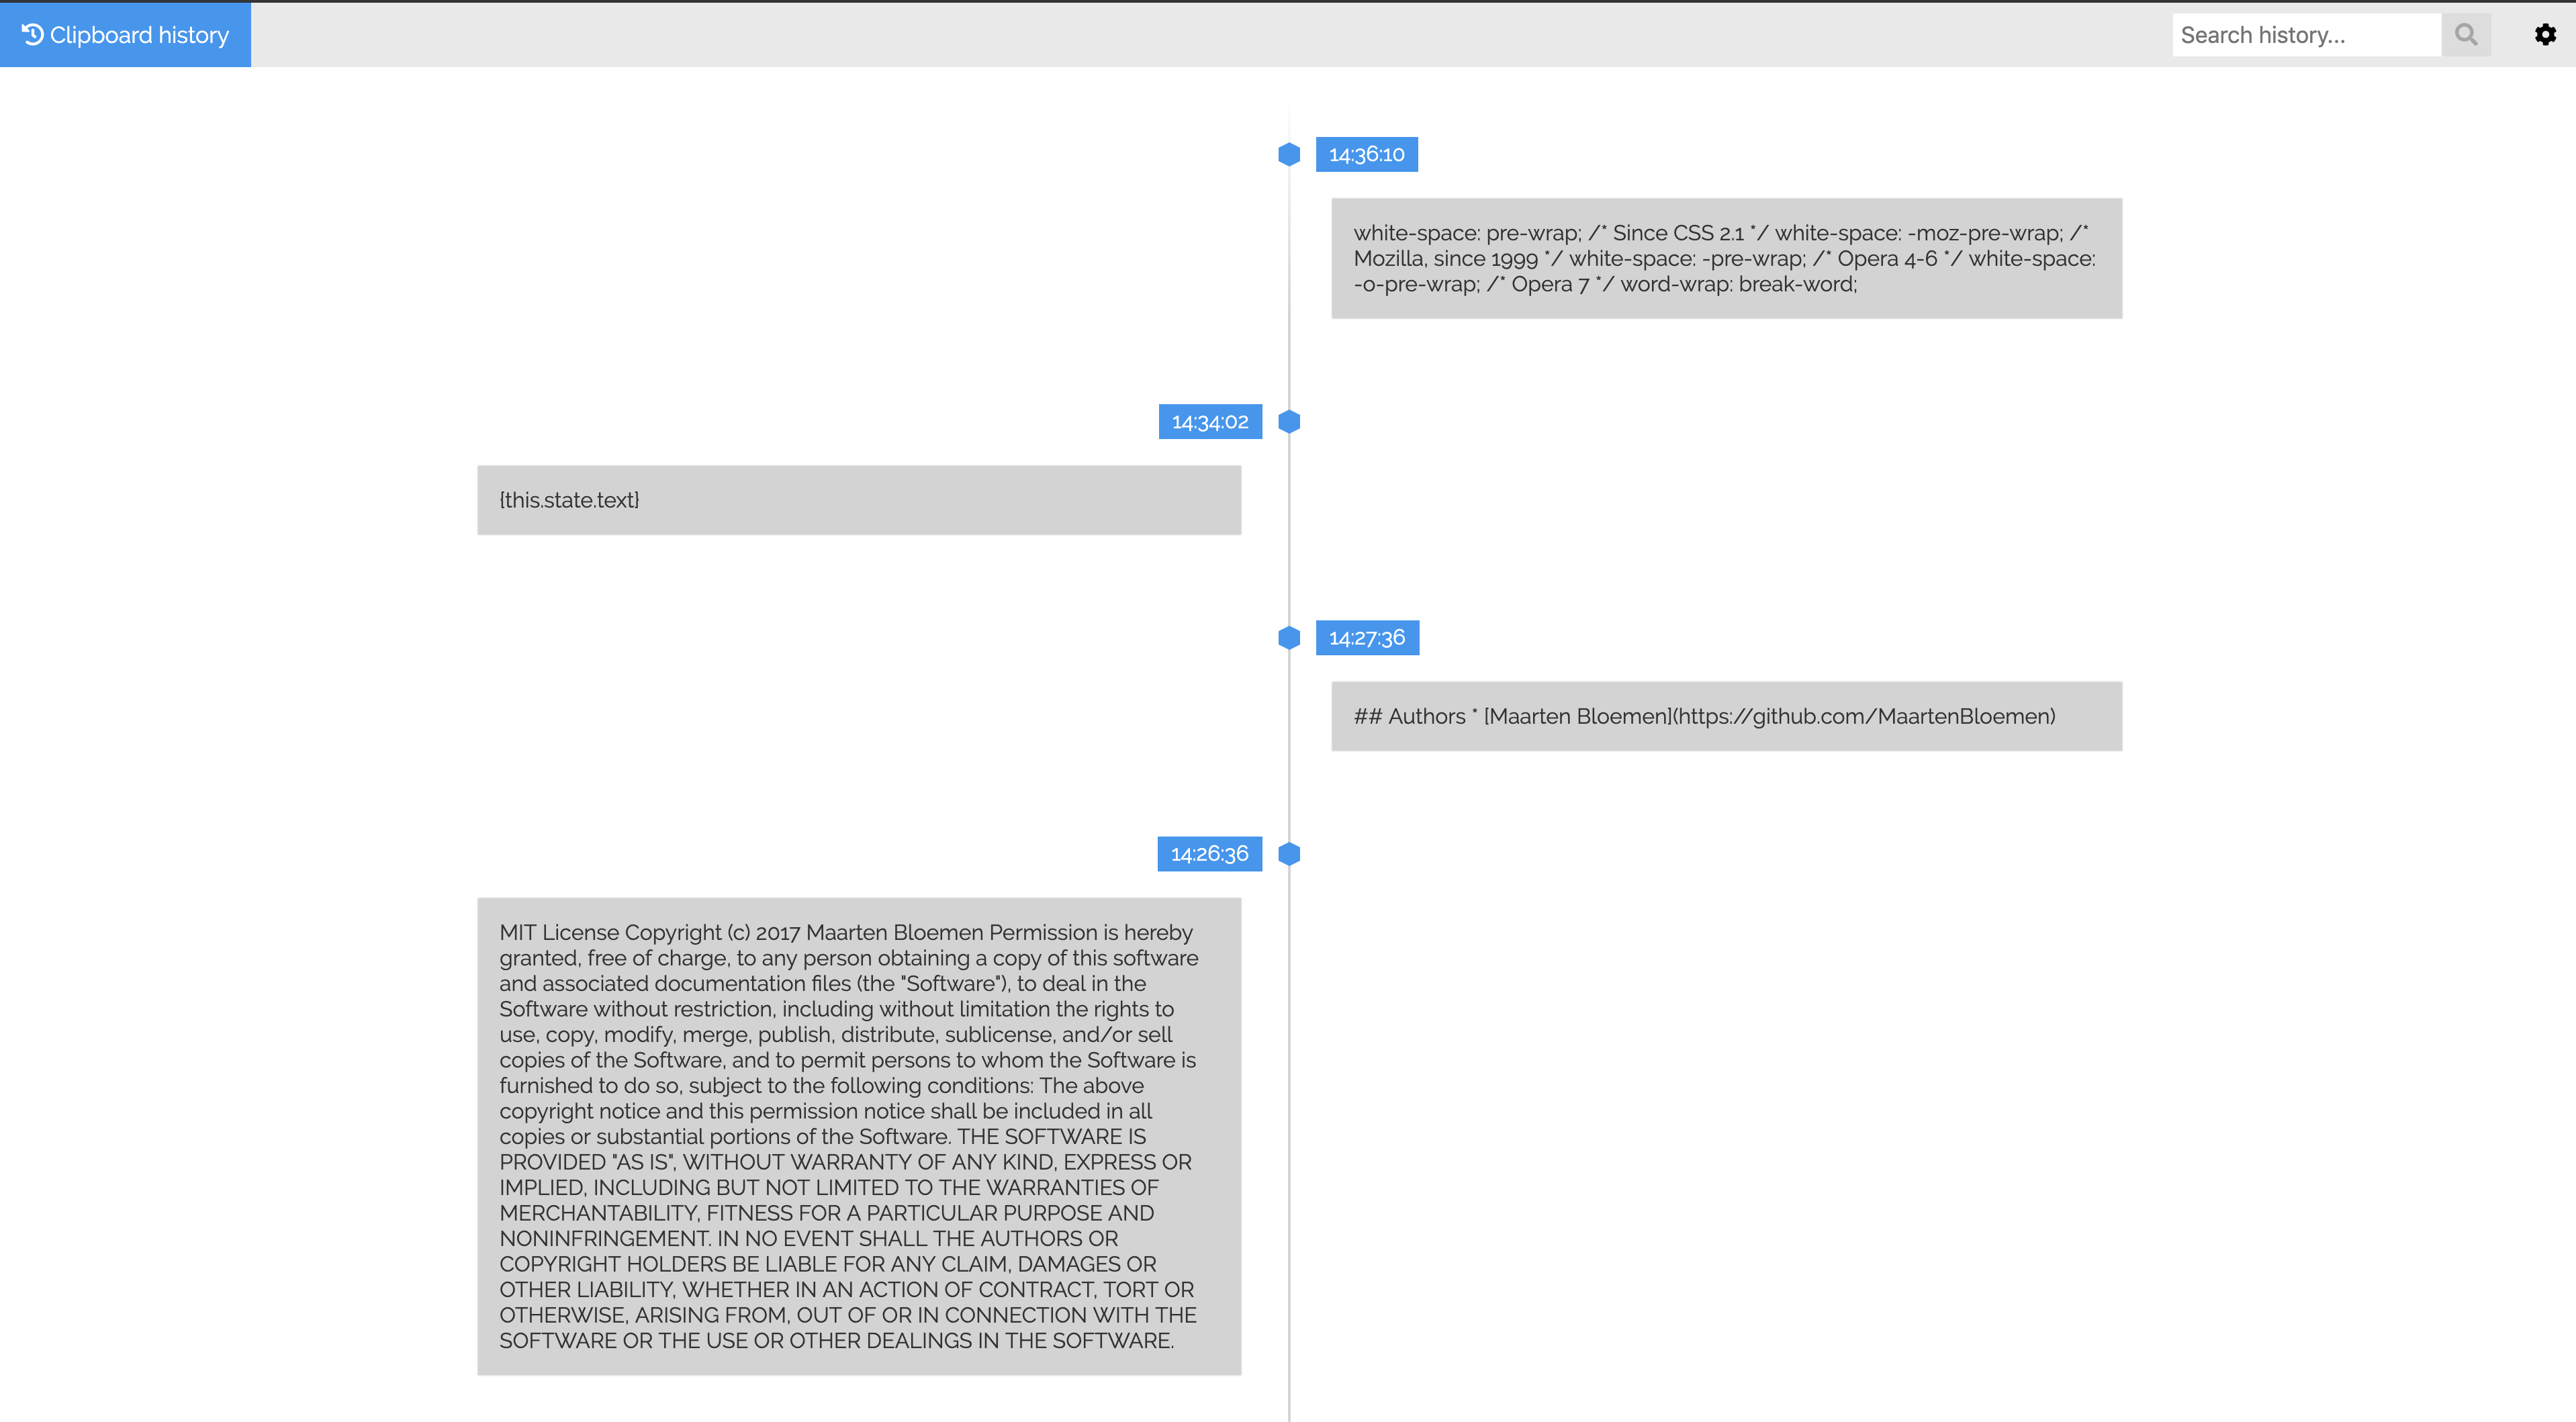 Clipboard history
Search history...
14:36:10
white-space: pre-wrap; /* Since CSS 2.1 */ white-space: -moz-pre-wrap; /*
Mozilla, since 1999 */ white-space: -pre-wrap; /* Opera 4-6 */ white-space:
-o-pre-wrap; /* Opera 7 */ word-wrap: break-word;
14:34:02
{this.state.text}
14:27:36
## Authors * [Maarten Bloemen](https://github.com/MaartenBloemen)
14:26:36
MIT License Copyright (c) 2017 Maarten Bloemen Permission is hereby
granted, free of charge, to any person obtaining a copy of this software
and associated documentation files (the "Software"), to deal in the
Software without restriction, including without limitation the rights to
use, copy, modify, merge, publish, distribute, sublicense, and/or sell
copies of the Software, and to permit persons to whom the Software is
furnished to do so, subject to the following conditions: The above
copyright notice and this permission notice shall be included in all
copies or substantial portions of the Software. THE SOFTWARE IS
PROVIDED "AS IS", WITHOUT WARRANTY OF ANY KIND, EXPRESS OR
IMPLIED, INCLUDING BUT NOT LIMITED TO THE WARRANTIES OF
MERCHANTABILITY, FITNESS FOR A PARTICULAR PURPOSE AND
NONINFRINGEMENT. IN NO EVENT SHALL THE AUTHORS OR
COPYRIGHT HOLDERS BE LIABLE FOR ANY CLAIM, DAMAGES OR
OTHER LIABILITY, WHETHER IN AN ACTION OF CONTRACT, TORT OR
OTHERWISE, ARISING FROM, OUT OF OR IN CONNECTION WITH THE
SOFTWARE OR THE USE OR OTHER DEALINGS IN THE SOFTWARE.